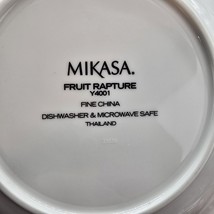 MIKASA.
FRUIT RAPTURE
Y4001
FINE CHINA
DISHWASHER & MICROWAVE SAFE
THAILAND